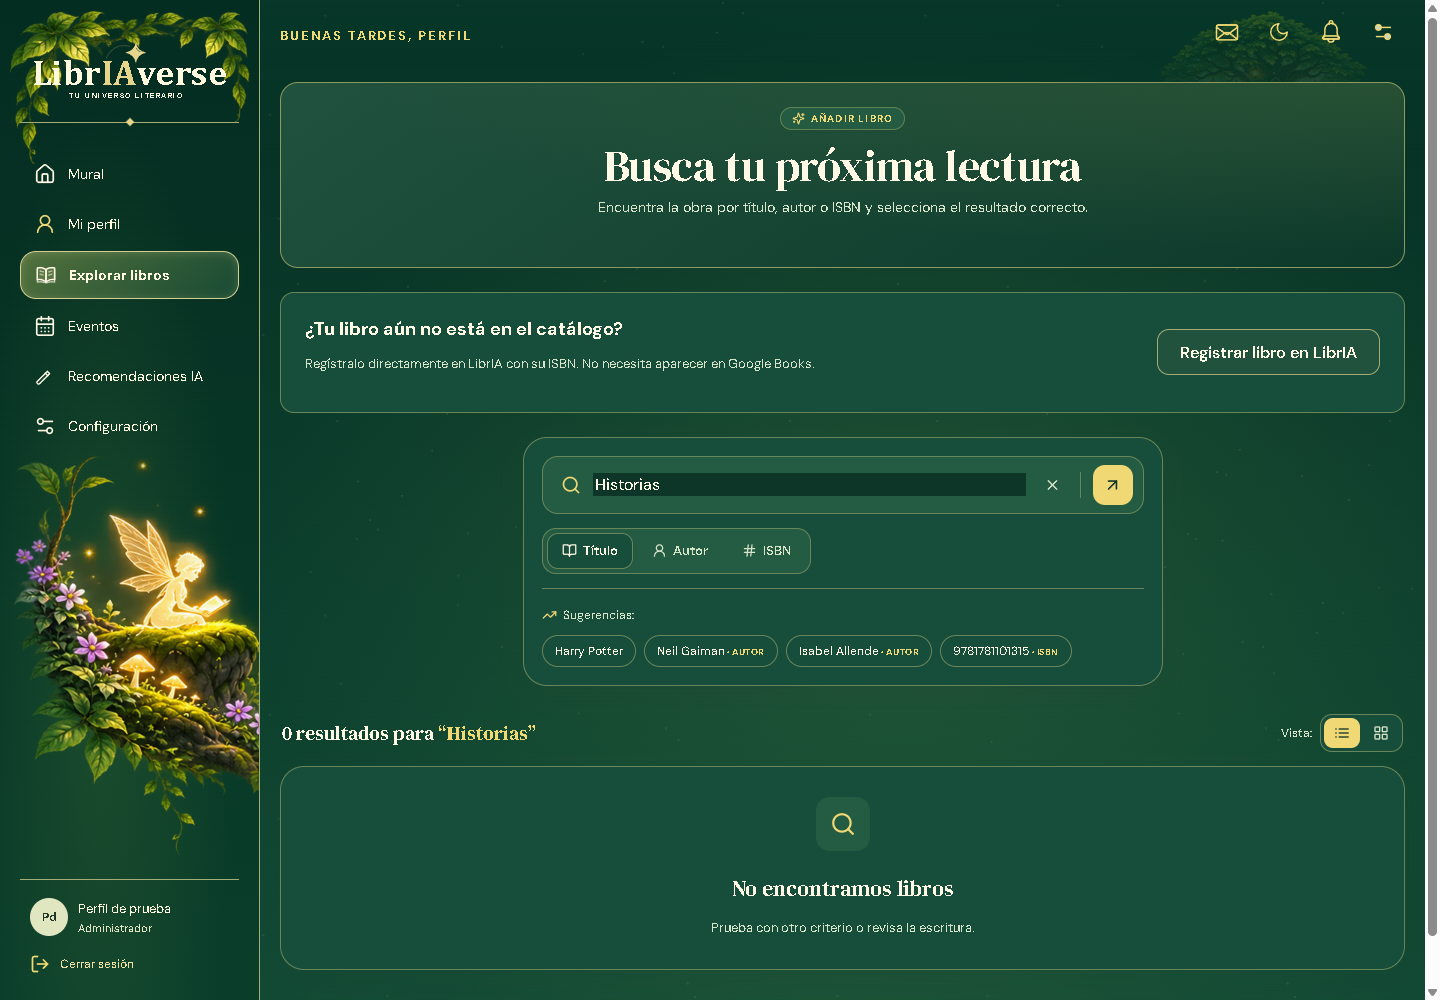 LibrIAverse
TU UNIVERSO LITERARIO
Mural
Mi perfil
Explorar libros
Eventos
Recomendaciones IA
Configuración
Pd
Perfil de prueba
Administrador
Cerrar sesión
BUENAS TARDES, PERFIL
AÑADIR LIBRO
Busca tu próxima lectura
Encuentra la obra por título, autor o ISBN y selecciona el resultado correcto.
¿Tu libro aún no está en el catálogo?
Regístralo directamente en LibrIA con su ISBN. No necesita aparecer en Google Books.
Registrar libro en LibrIA
Historias
Título Autor ISBN
Sugerencias:
Harry Potter Neil Gaiman · AUTOR Isabel Allende · AUTOR 9781781101315 · ISBN
0 resultados para “Historias”
Vista:
No encontramos libros
Prueba con otro criterio o revisa la escritura.